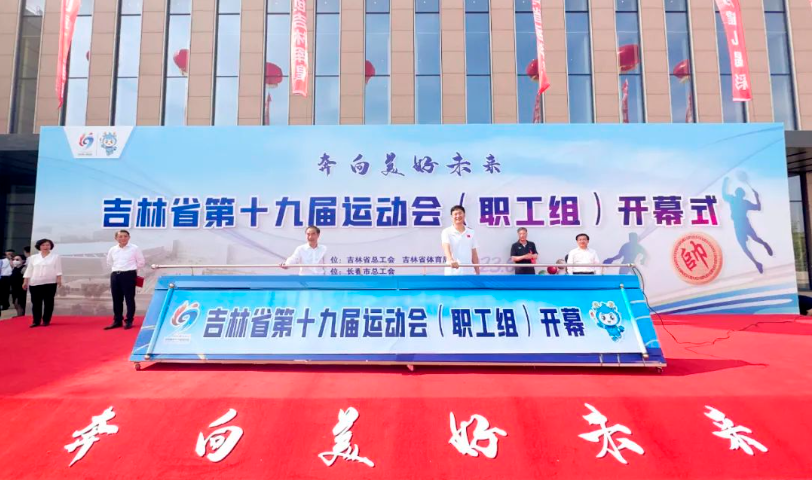 奔向美好未来
吉林省第十九届运动会（职工组）开幕式
位：吉林省总工会 吉林省体育局
位：长春市总工会
帥
吉林省第十九届运动会（职工组）开幕
奔向美好未来